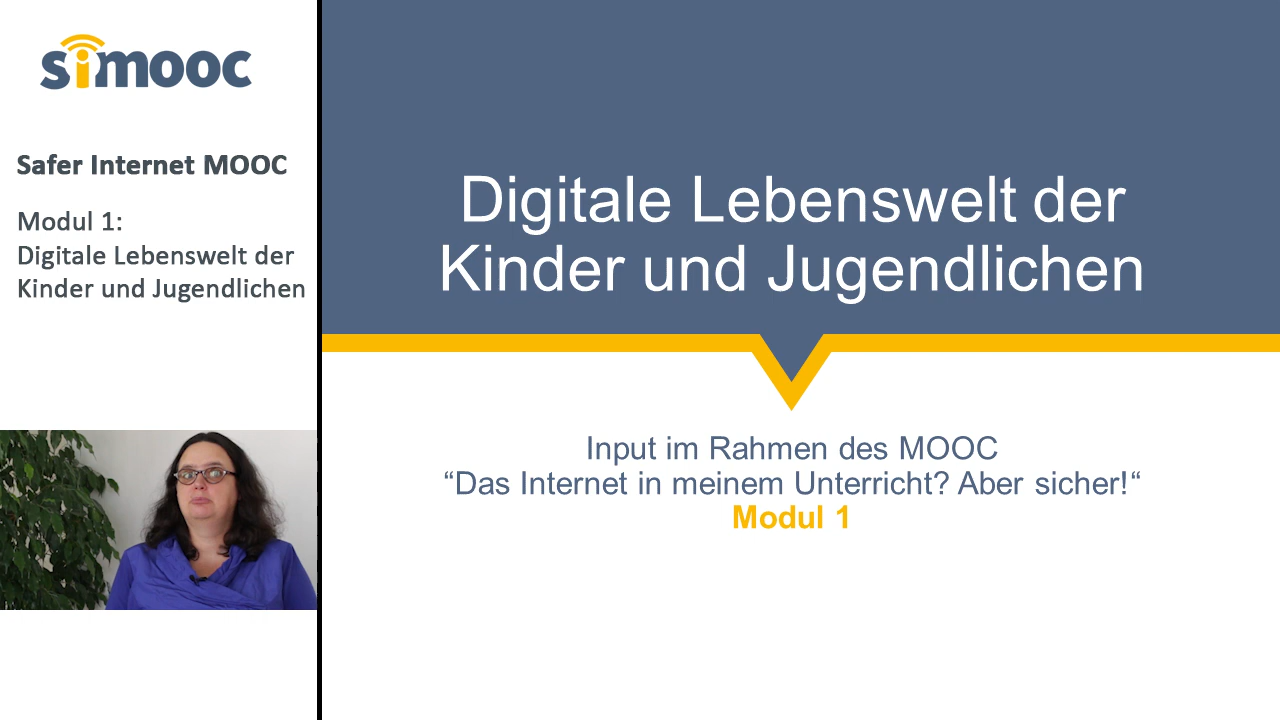 simooc
Safer Internet MOOC
Modul 1:
Digitale Lebenswelt der
Kinder und Jugendlichen
Digitale Lebenswelt der
Kinder und Jugendlichen
Input im Rahmen des MOOC
“Das Internet in meinem Unterricht? Aber sicher!“
Modul 1